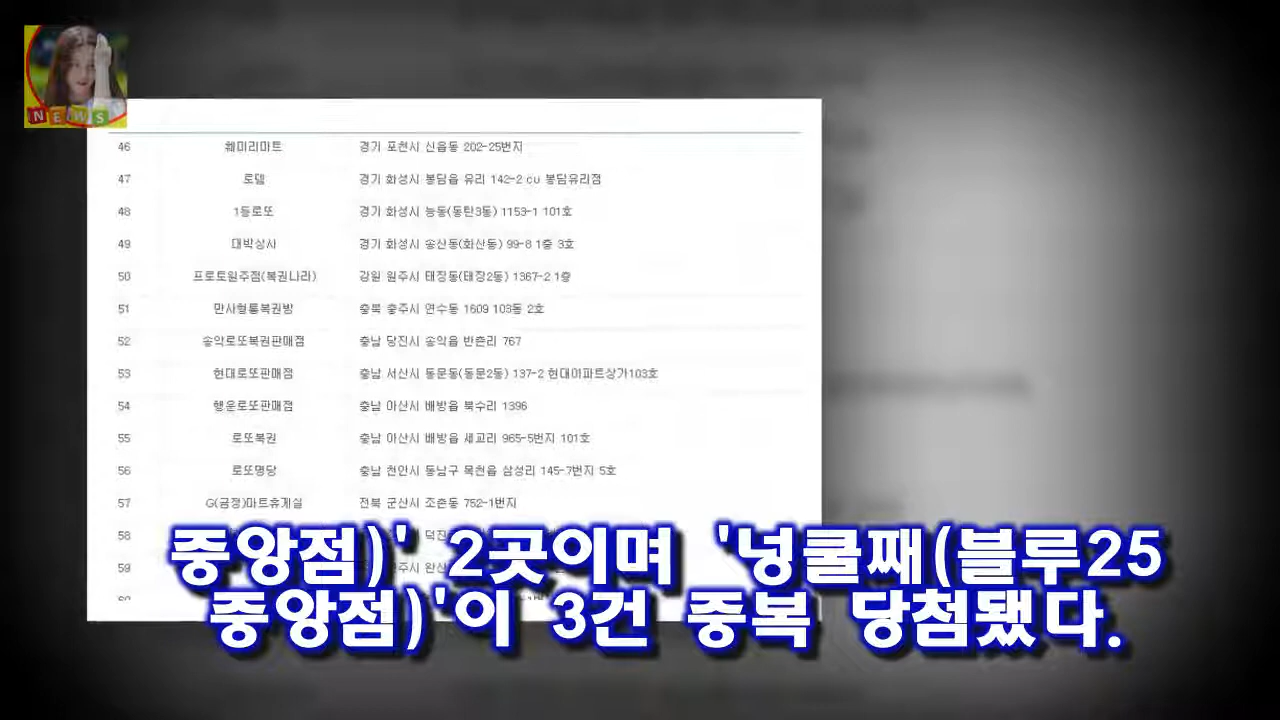 NEWS
46 훼미리마트 경기 포천시 신읍동 202-25번지
47 로뎀 경기 화성시 봉담읍 유리 142-2 cu 봉담유리점
48 1등로또 경기 화성시 능동(동탄3동) 1153-1 101호
49 대박상사 경기 화성시 송산동(화산동) 99-8 1층 3호
50 프로토원주점(복권나라) 강원 원주시 태장동(태장2동) 1367-2 1층
51 만사형통복권방 충북 충주시 연수동 1609 103동 2호
52 송악로또복권판매점 충남 당진시 송악읍 반촌리 767
53 현대로또판매점 충남 서산시 동문동(동문2동) 137-2 현대아파트상가103호
54 행운로또판매점 충남 아산시 배방읍 북수리 1396
55 로또복권 충남 아산시 배방읍 세교리 965-5번지 101호
56 로또명당 충남 천안시 동남구 목천읍 삼성리 145-7번지 5호
57 G(금정)마트휴게실 전북 군산시 조촌동 752-1번지
58
59
중앙점)' 2곳이며 '넝쿨째(블루25
중앙점)'이 3건 중복 당첨됐다.